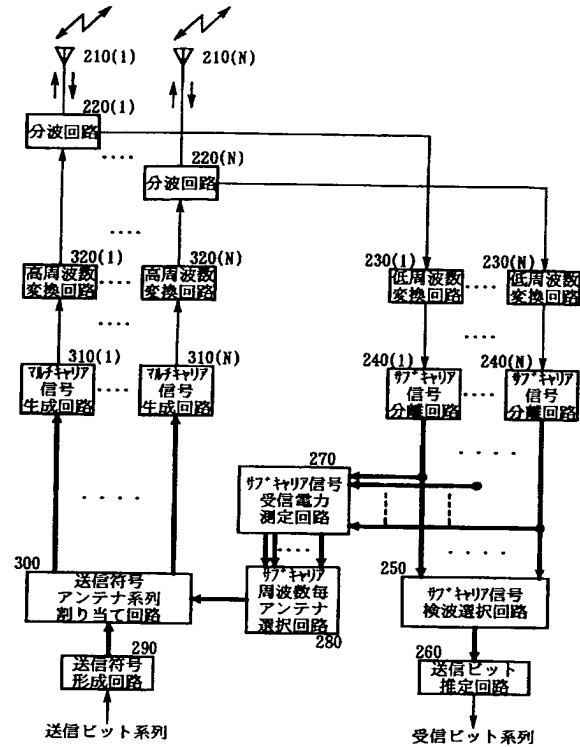 210(1)
210(N)
220(1)
分波回路
220(N)
分波回路
320(1)
高周波数
変換回路
320(N)
高周波数
変換回路
230(1)
低周波数
変換回路
230(N)
低周波数
変換回路
310(1)
マルチキャリア
信号
生成回路
310(N)
マルチキャリア
信号
生成回路
240(1)
サブキャリア
信号
分離回路
240(N)
サブキャリア
信号
分離回路
270
サブキャリア信号
受信電力
測定回路
300
送信符号
アンテナ系列
割り当て回路
サブキャリア
周波数毎
アンテナ
選択回路
280
250
サブキャリア信号
検波選択回路
290
送信符号
形成回路
260
送信ビット
推定回路
送信ビット系列
受信ビット系列